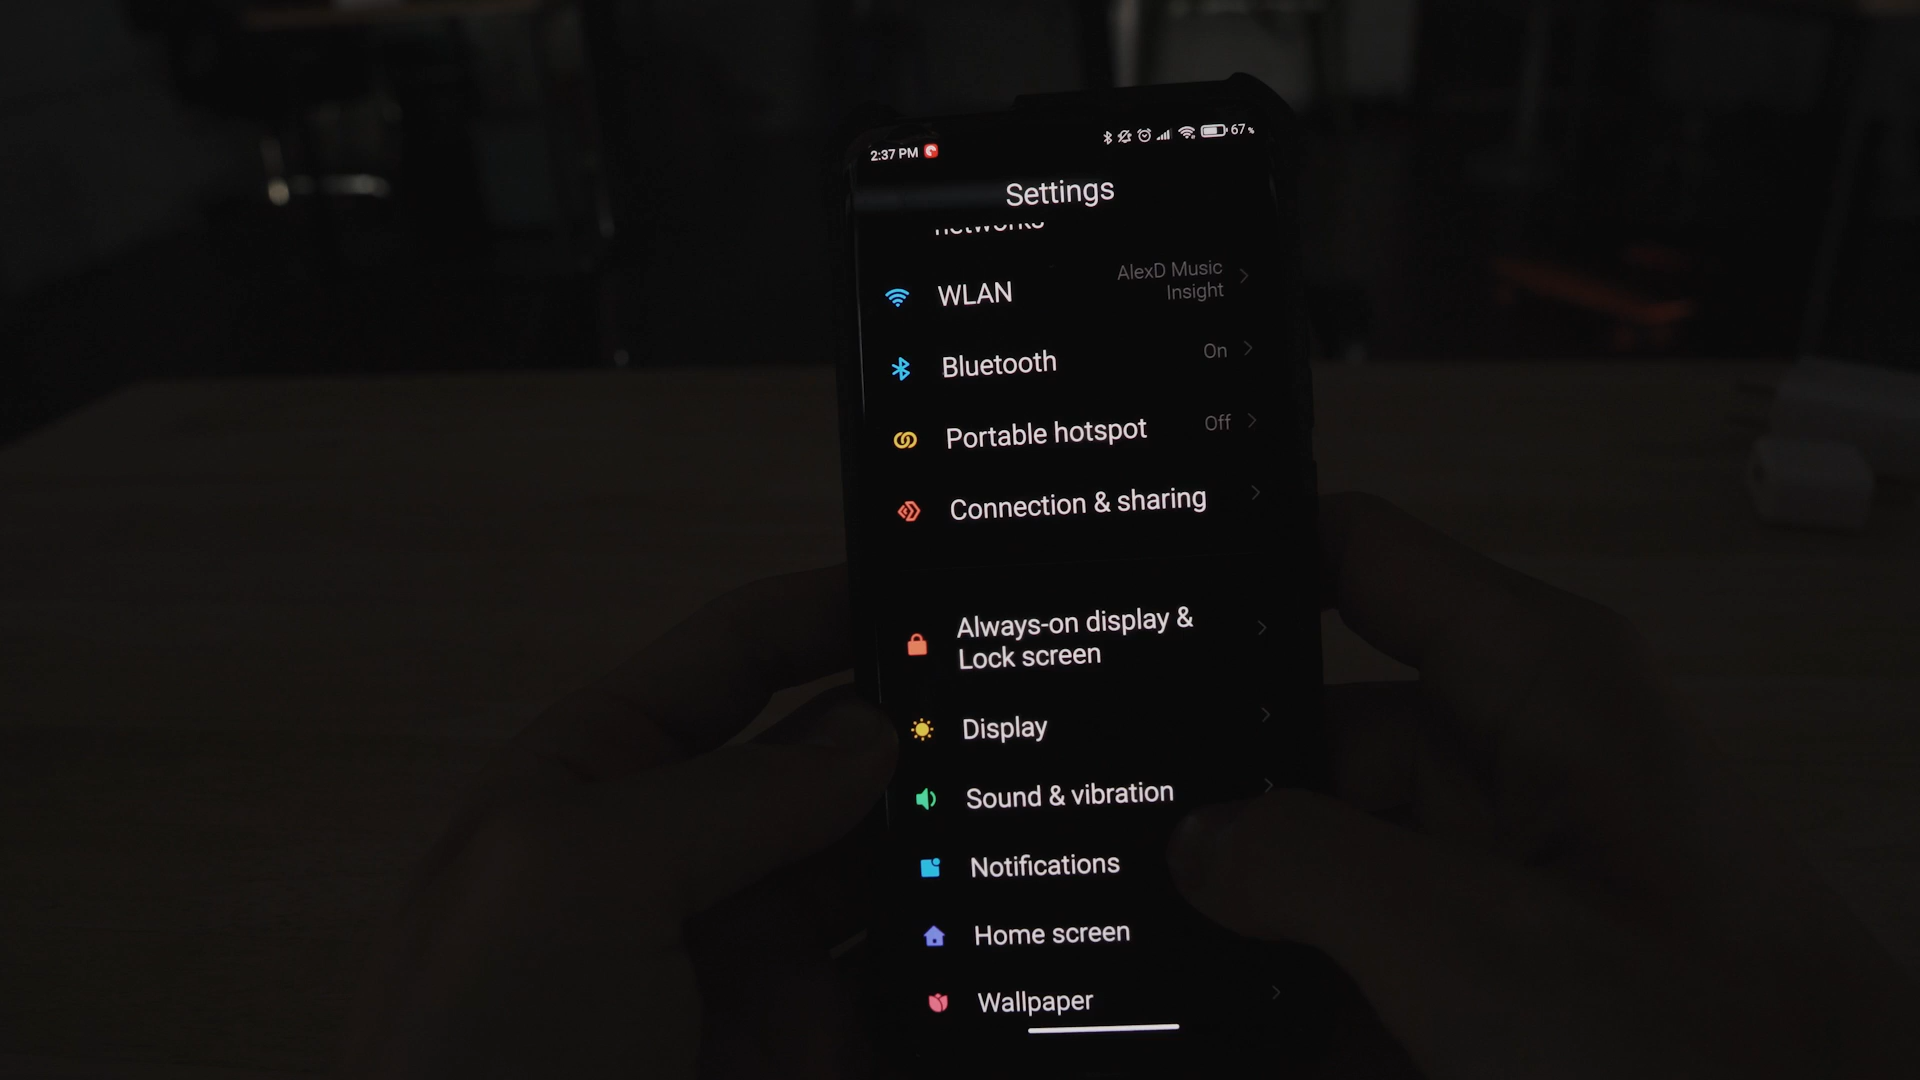 2:37 PM
67%
Settings
networks
WLAN
AlexD Music
Insight
Bluetooth
On
Portable hotspot
Off
Connection & sharing
Always-on display &
Lock screen
Display
Sound & vibration
Notifications
Home screen
Wallpaper